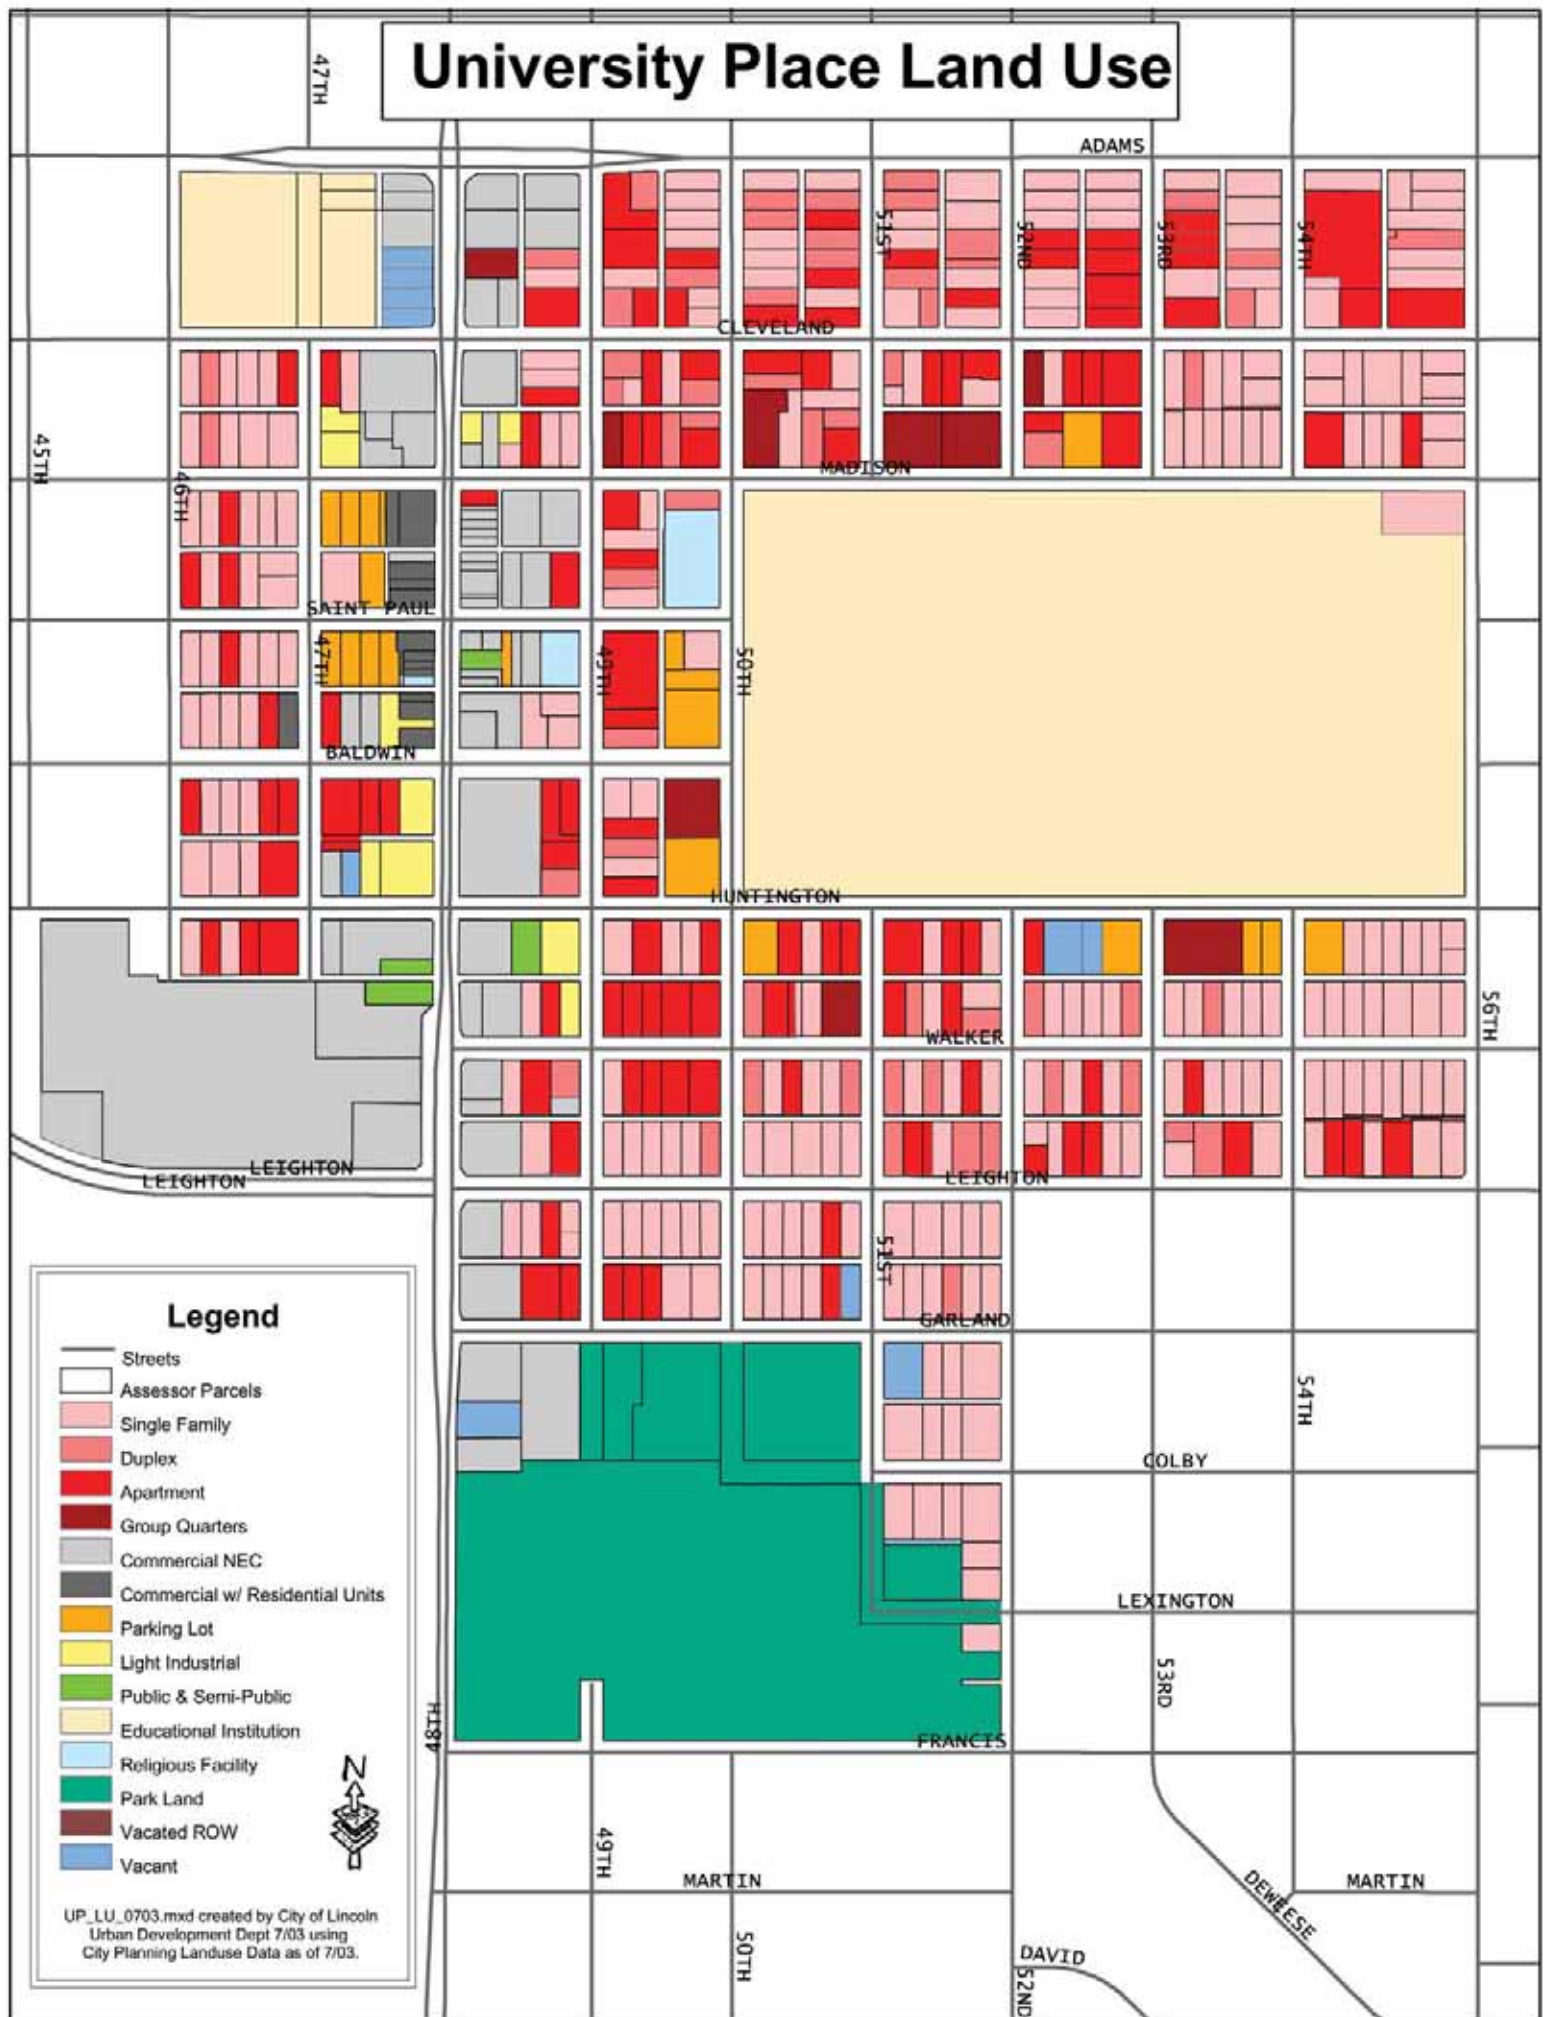 University Place Land Use
47TH
ADAMS
51ST
52ND
53RD
54TH
CLEVELAND
45TH
46TH
MADISON
SAINT PAUL
47TH
49TH
50TH
BALDWIN
HUNTINGTON
56TH
WALKER
LEIGHTON
LEIGHTON
LEIGHTON
51ST
GARLAND
54TH
COLBY
LEXINGTON
53RD
48TH
FRANCIS
49TH
MARTIN
MARTIN
DEWEESE
50TH
DAVID
52ND
Legend
Streets
Assessor Parcels
Single Family
Duplex
Apartment
Group Quarters
Commercial NEC
Commercial w/ Residential Units
Parking Lot
Light Industrial
Public & Semi-Public
Educational Institution
Religious Facility
Park Land
Vacated ROW
Vacant
N
UP_LU_0703.mxd created by City of Lincoln
Urban Development Dept 7/03 using
City Planning Landuse Data as of 7/03.